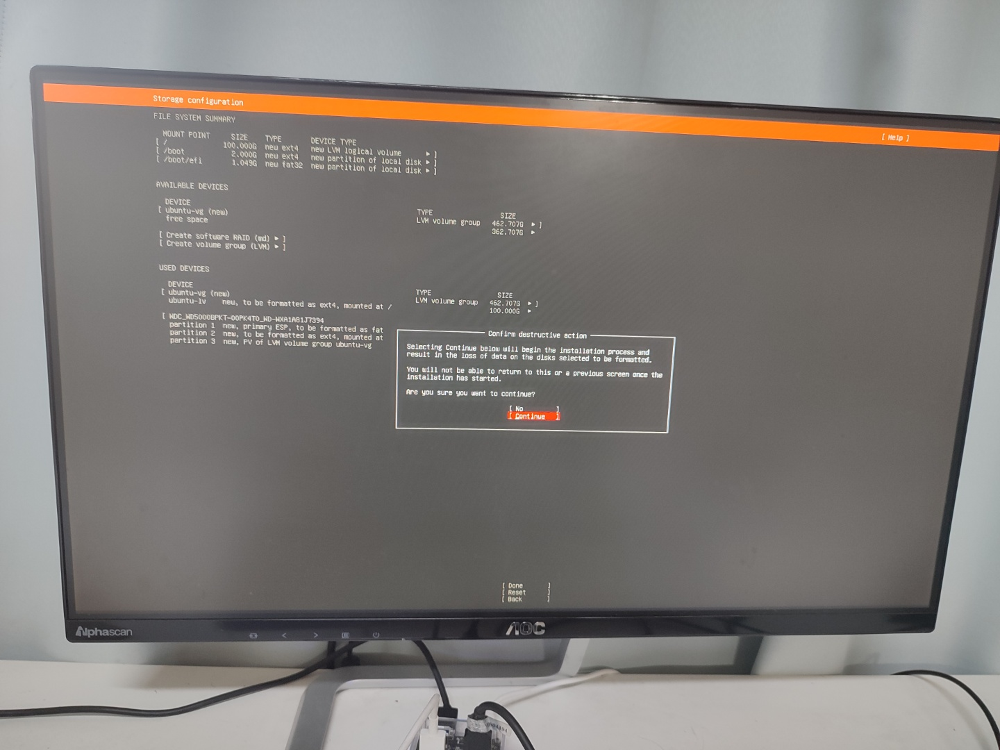 Storage configuration
[ Help ]
FILE SYSTEM SUMMARY
MOUNT POINT SIZE TYPE DEVICE TYPE
[ / 100.000G new ext4 new LVM logical volume ▸ ]
[ /boot 2.000G new ext4 new partition of local disk ▸ ]
[ /boot/efi 1.049G new fat32 new partition of local disk ▸ ]
AVAILABLE DEVICES
DEVICE TYPE SIZE
[ ubuntu-vg (new) LVM volume group 462.707G ▸ ]
free space 362.707G ▸
[ Create software RAID (md) ▸ ]
[ Create volume group (LVM) ▸ ]
USED DEVICES
DEVICE TYPE SIZE
[ ubuntu-vg (new) LVM volume group 462.707G ▸ ]
ubuntu-lv new, to be formatted as ext4, mounted at / 100.000G ▸
[ WDC_WD5000BPKT-00PK4T0_WD-WXA1AB1J7394
partition 1 new, primary ESP, to be formatted as fat
partition 2 new, to be formatted as ext4, mounted at
partition 3 new, PV of LVM volume group ubuntu-vg
Confirm destructive action
Selecting Continue below will begin the installation process and
result in the loss of data on the disks selected to be formatted.
You will not be able to return to this or a previous screen once the
installation has started.
Are you sure you want to continue?
[ No ]
[ Continue ]
[ Done ]
[ Reset ]
[ Back ]
Alphascan
AOC